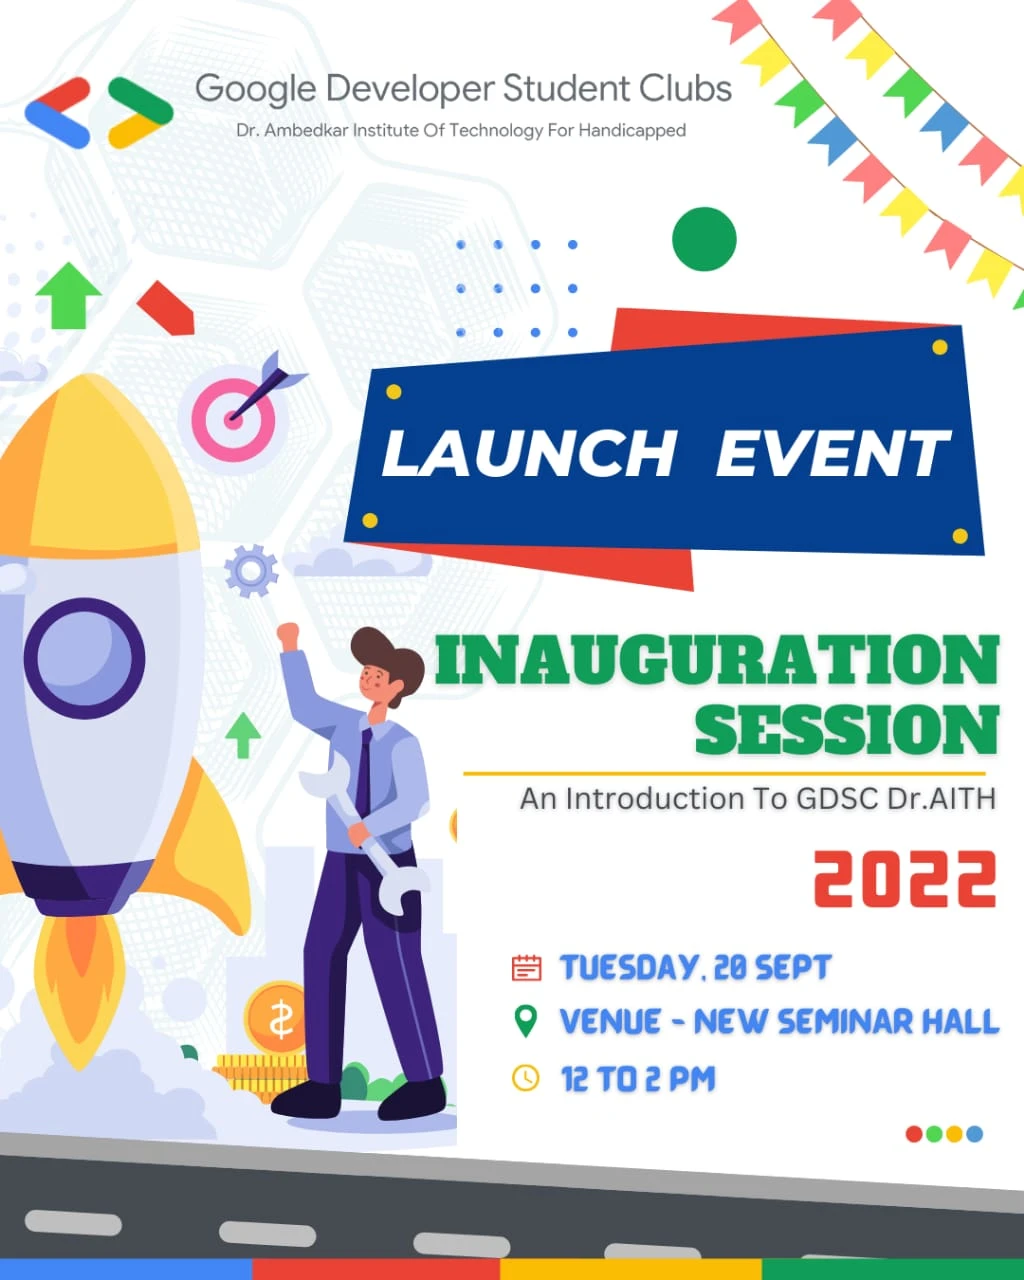 Google Developer Student Clubs
Dr. Ambedkar Institute Of Technology For Handicapped
LAUNCH EVENT
INAUGURATION
SESSION
An Introduction To GDSC Dr.AITH
2022
TUESDAY, 20 SEPT
VENUE - NEW SEMINAR HALL
12 TO 2 PM